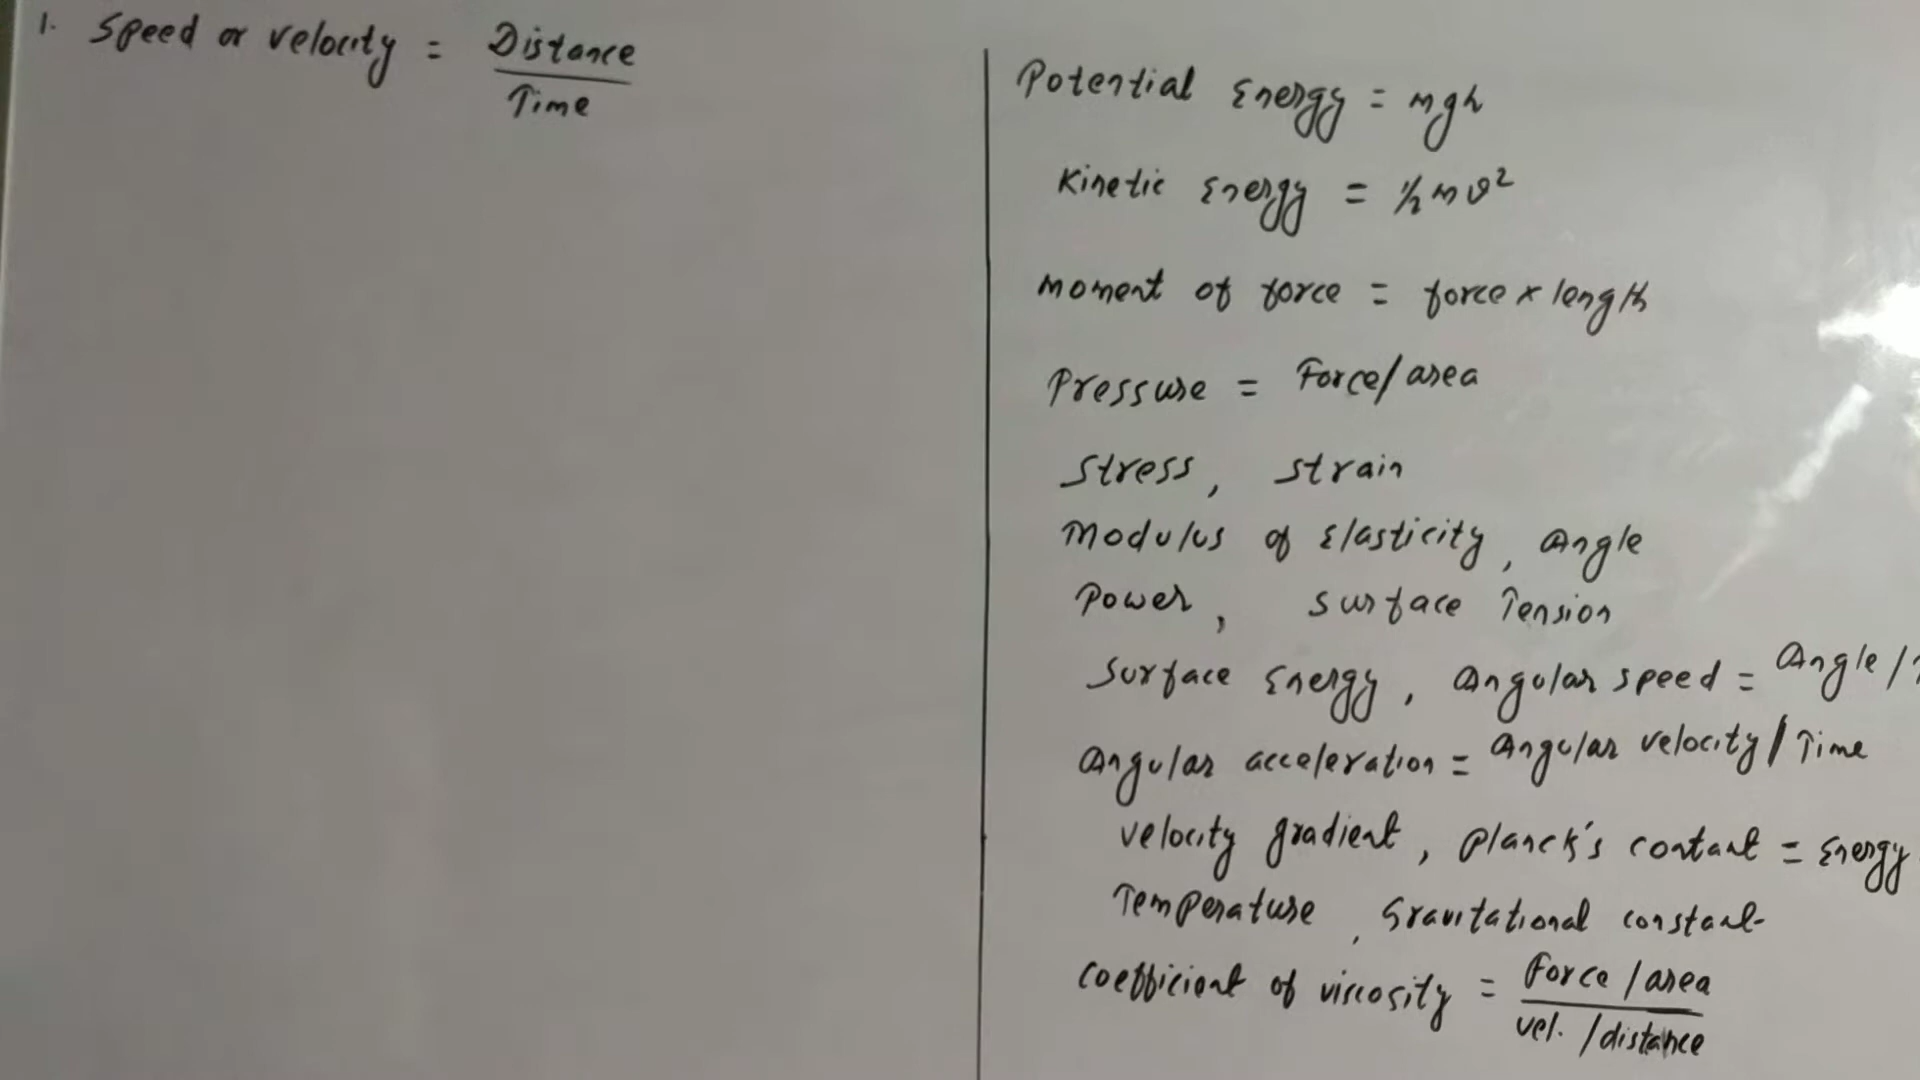 1. Speed or velocity = Distance
Time
Potential Energy = mgh
Kinetic Energy = 1/2 mv²
Moment of force = force × length
Pressure = Force/area
Stress, strain
Modulus of Elasticity, Angle
Power, Surface Tension
Surface Energy, Angular speed = Angle /
Angular acceleration = Angular velocity / Time
Velocity gradient, Planck's contant = Energy
Temperature, Gravitational constant
Coefficient of viscosity = Force / area
vel. / distance